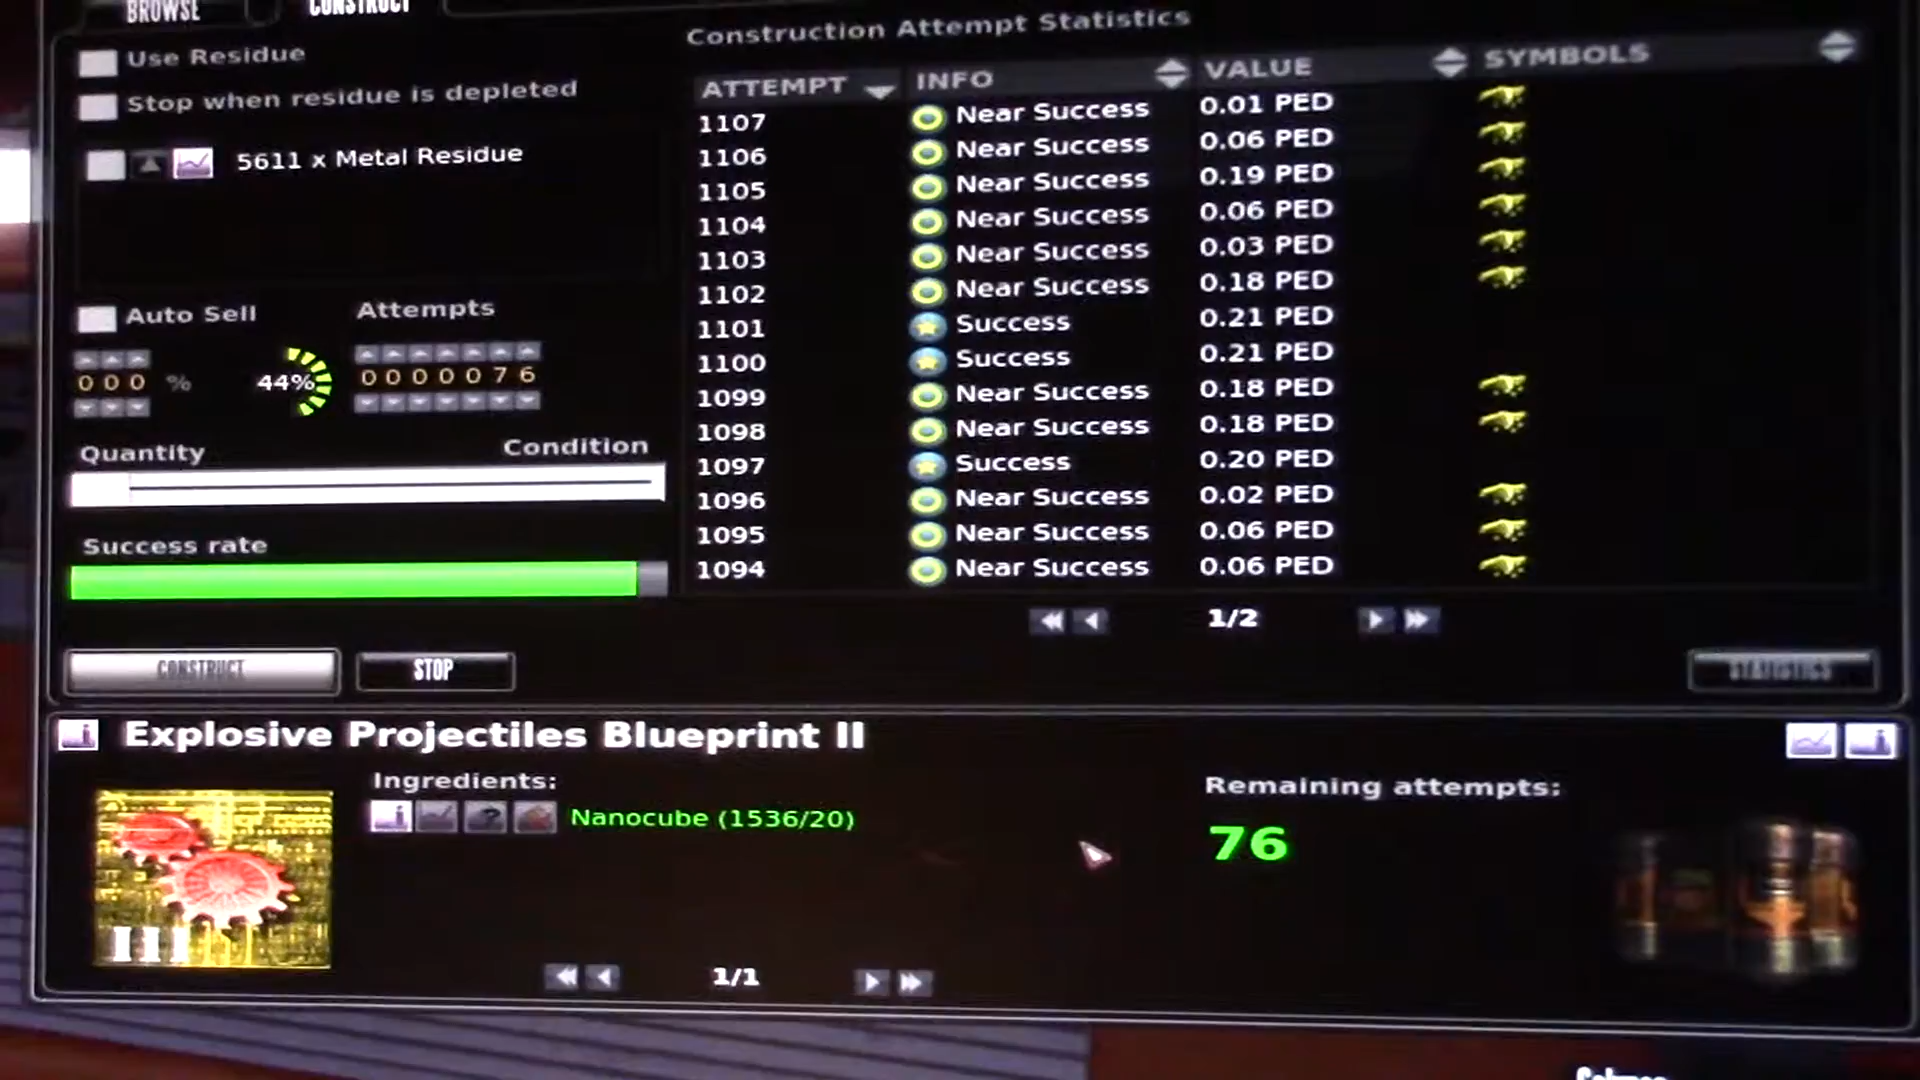 BROWSE
CONSTRUCT
Use Residue
Stop when residue is depleted
5611 x Metal Residue
Auto Sell
Attempts
000 %
44%
0000076
Quantity
Condition
Success rate
CONSTRUCT
STOP
Construction Attempt Statistics
ATTEMPT INFO VALUE SYMBOLS
1107 Near Success 0.01 PED
1106 Near Success 0.06 PED
1105 Near Success 0.19 PED
1104 Near Success 0.06 PED
1103 Near Success 0.03 PED
1102 Near Success 0.18 PED
1101 Success 0.21 PED
1100 Success 0.21 PED
1099 Near Success 0.18 PED
1098 Near Success 0.18 PED
1097 Success 0.20 PED
1096 Near Success 0.02 PED
1095 Near Success 0.06 PED
1094 Near Success 0.06 PED
1/2
STATISTICS
Explosive Projectiles Blueprint II
III
Ingredients:
Nanocube (1536/20)
1/1
Remaining attempts:
76